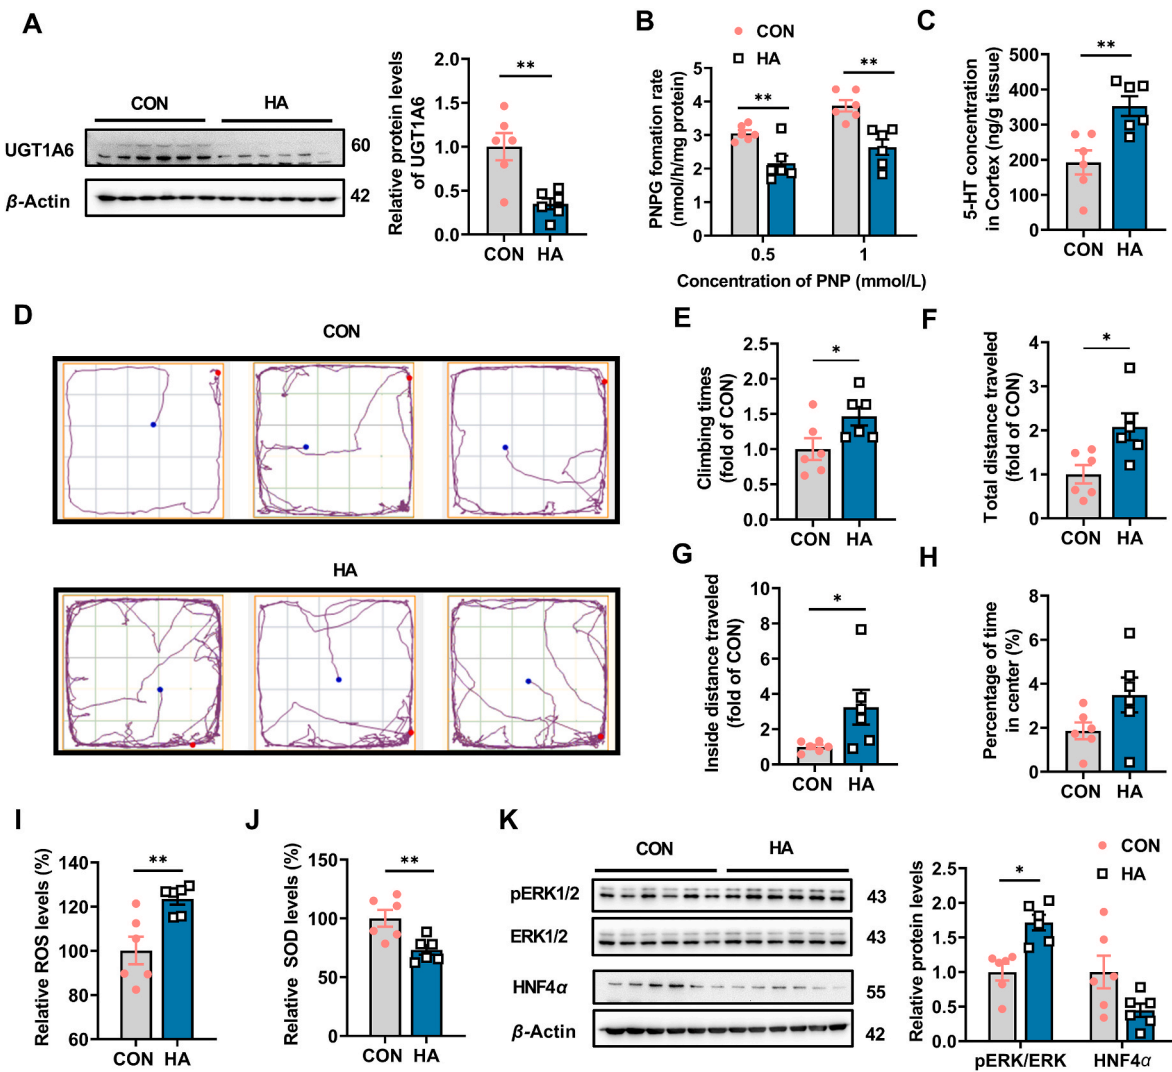 A
CON HA
UGT1A6 60
β-Actin 42
Relative protein levels
of UGT1A6
2.0
1.5
1.0
0.5
0.0
**
CON HA
B
CON
HA
PNPG fomation rate
(nmol/h/mg protein)
5
4
3
2
1
0
** **
0.5 1
Concentration of PNP (mmol/L)
C
5-HT concentration
in Cortex (ng/g tissue)
500
400
300
200
100
0
**
CON HA
D
CON
HA
E
Climbing times
(fold of CON)
2.5
2.0
1.5
1.0
0.5
0.0
*
CON HA
F
Total distance traveled
(fold of CON)
4
3
2
1
0
*
CON HA
G
Inside distance traveled
(fold of CON)
10
8
6
4
2
0
*
CON HA
H
Percentage of time
in center (%)
8
6
4
2
0
CON HA
I
Relative ROS levels (%)
140
120
100
80
60
**
CON HA
J
Relative SOD levels (%)
150
100
50
0
**
CON HA
K
CON HA
pERK1/2 43
ERK1/2 43
HNF4α 55
β-Actin 42
CON
HA
Relative protein levels
2.5
2.0
1.5
1.0
0.5
0.0
*
pERK/ERK HNF4α